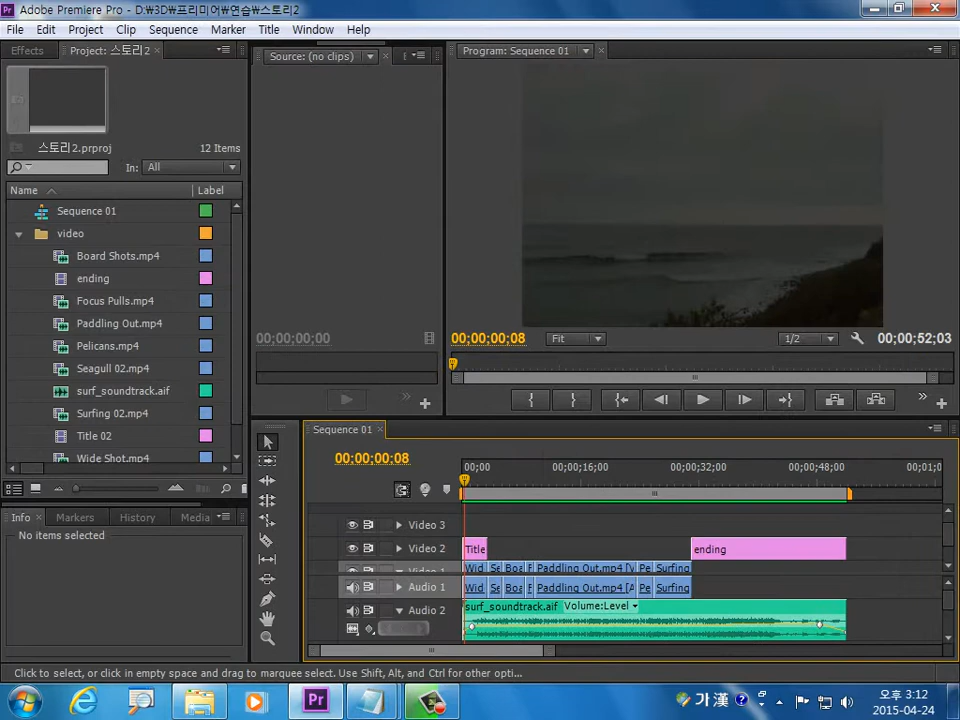 Adobe Premiere Pro - D:₩3D₩프리미어₩연습₩스토리2
File Edit Project Clip Sequence Marker Title Window Help
Effects Project: 스토리2 Source: (no clips) Program: Sequence 01
스토리2.prproj 12 Items
In: All
Name Label
Sequence 01
video
Board Shots.mp4
ending
Focus Pulls.mp4
Paddling Out.mp4
Pelicans.mp4
Seagull 02.mp4
surf_soundtrack.aif
Surfing 02.mp4
Title 02
Wide Shot.mp4
00;00;00;00
00;00;00;08 Fit 1/2 00;00;52;03
Sequence 01
00;00;00;08
00;00 00;00;16;00 00;00;32;00 00;00;48;00 00;01;0
Info Markers History Media
No items selected
Video 3
Video 2 Title ending
Video 1 Wid Se Boa F Paddling Out.mp4 [V Pe Surfing
Audio 1 Wid Se Boa F Paddling Out.mp4 [A Pe Surfing
Audio 2 surf_soundtrack.aif Volume:Level
Click to select, or click in empty space and drag to marquee select. Use Shift, Alt, and Ctrl for other opti...
Pr 가 漢 오후 3:12
2015-04-24